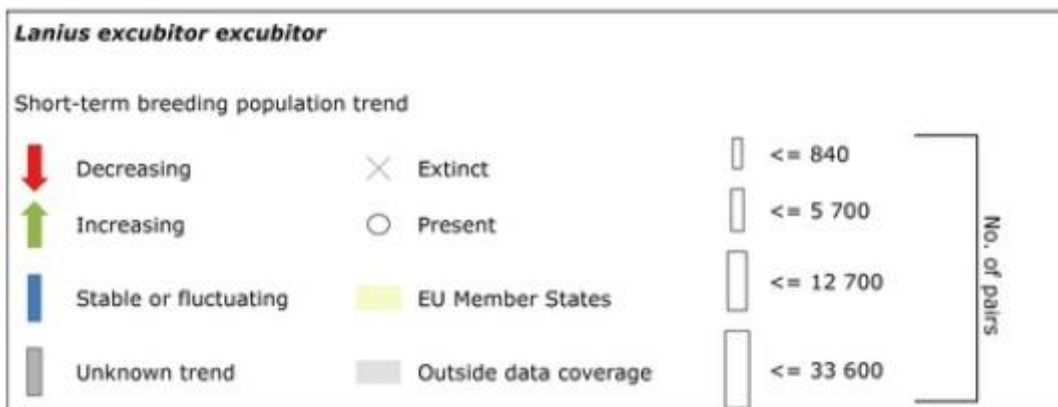 Lanius excubitor excubitor
Short-term breeding population trend
Decreasing
Increasing
Stable or fluctuating
Unknown trend
Extinct
Present
EU Member States
Outside data coverage
<= 840
<= 5 700
<= 12 700
<= 33 600
No. of pairs